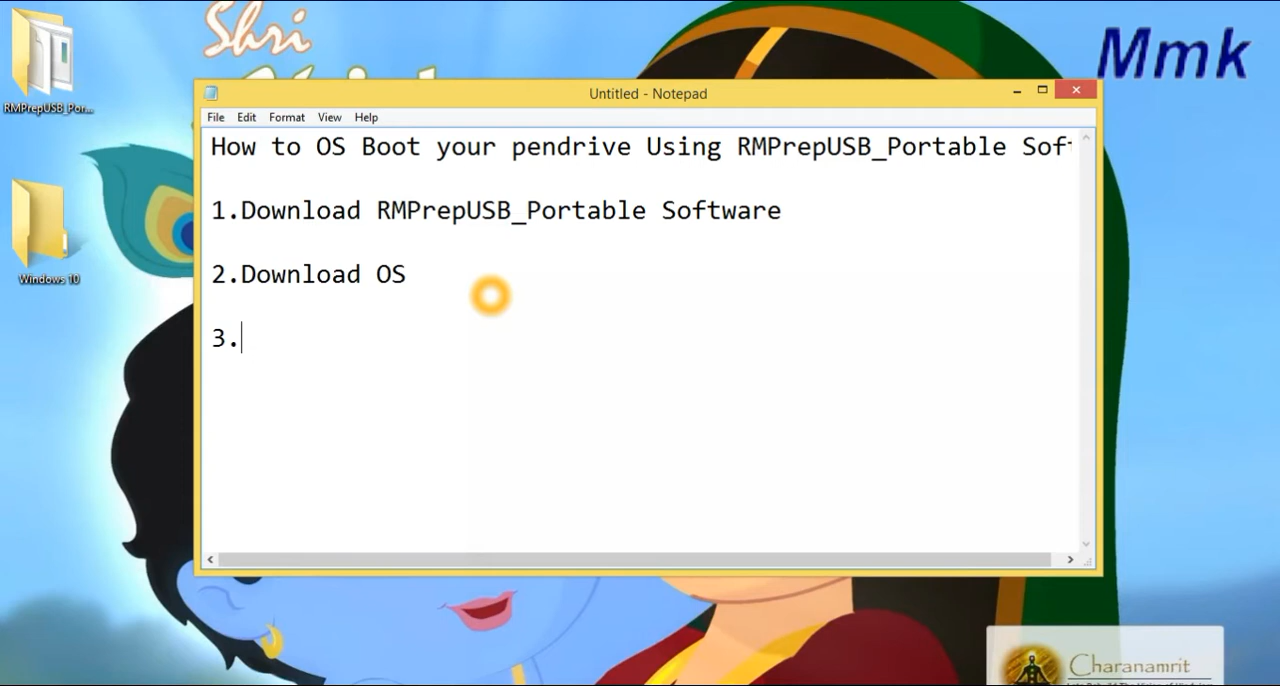 Shri
Mmk
RMPrepUSB_Por...
Windows 10
Untitled - Notepad
File Edit Format View Help
How to OS Boot your pendrive Using RMPrepUSB_Portable Soft
1.Download RMPrepUSB_Portable Software
2.Download OS
3.
Charanamrit